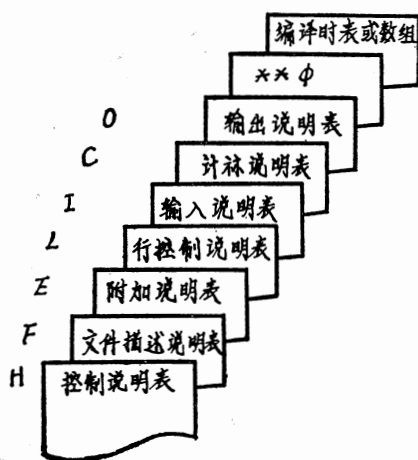 编译时表或数组
**ф
O 输出说明表
C 计祘说明表
I 输入说明表
L 行控制说明表
E 附加说明表
F 文件描述说明表
H 控制说明表